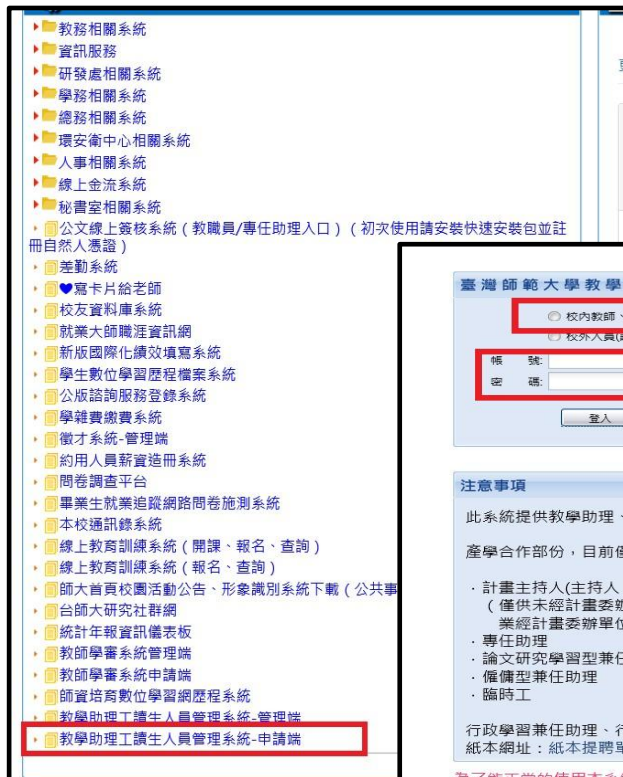 教務相關系統
資訊服務
研發處相關系統
學務相關系統
總務相關系統
環安衛中心相關系統
人事相關系統
線上金流系統
秘書室相關系統
公文線上簽核系統(教職員/專任助理入口)(初次使用請安裝快速安裝包並註
冊自然人憑證)
差勤系統
♥寫卡片給老師
校友資料庫系統
就業大師職涯資訊網
新版國際化績效填寫系統
學生數位學習歷程檔案系統
公版諮詢服務登錄系統
學雜費繳費系統
徵才系統-管理端
約用人員薪資造冊系統
問卷調查平台
畢業生就業追蹤網路問卷施測系統
本校通訊錄系統
線上教育訓練系統(開課、報名、查詢)
線上教育訓練系統(報名、查詢)
師大首頁校園活動公告、形象識別系統下載(公共事
台師大研究社群網
統計年報資訊儀表板
教師學審系統管理端
教師學審系統申請端
師資培育數位學習網歷程系統
教學助理工讀生人員管理系統-管理端
教學助理工讀生人員管理系統-申請端
臺灣師範大學教學
校內教師、
校外人員
帳 號:
密 碼:
登入
注意事項
此系統提供教學助理、
產學合作部份,目前僅
·計畫主持人(主持人
(僅供未經計畫委辦
業經計畫委辦單位
·專任助理
·論文研究學習型兼任
·僱傭型兼任助理
·臨時工
行政學習兼任助理、行
紙本網址:紙本提聘單